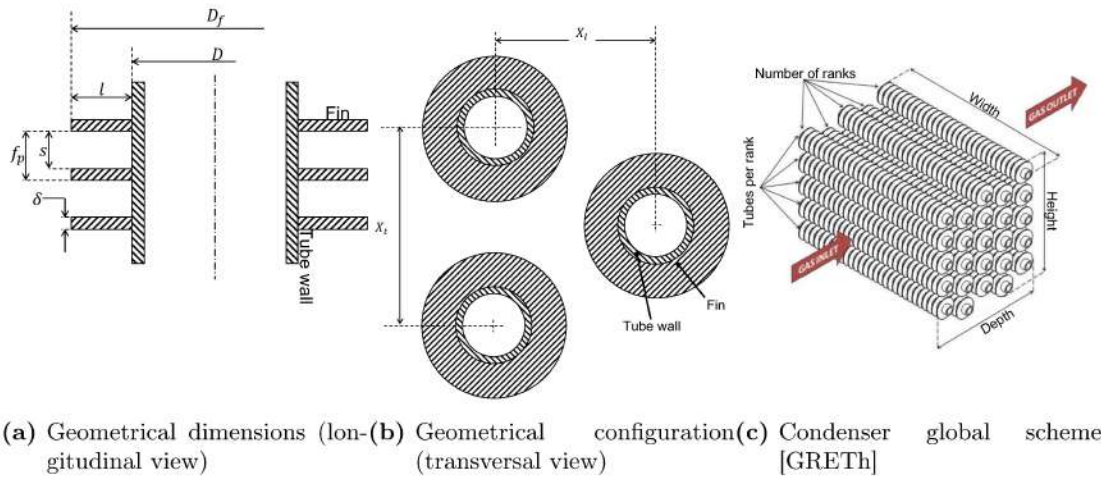 D_f
D
l
Fin
f_p
s
δ
Tube wall
X_l
X_t
Fin
Tube wall
Number of ranks
Width
GAS OUTLET
Tubes per rank
Height
GAS INLET
Depth
(a) Geometrical dimensions (lon-
gitudinal view)
(b) Geometrical configuration
(transversal view)
(c) Condenser global scheme
[GRETh]